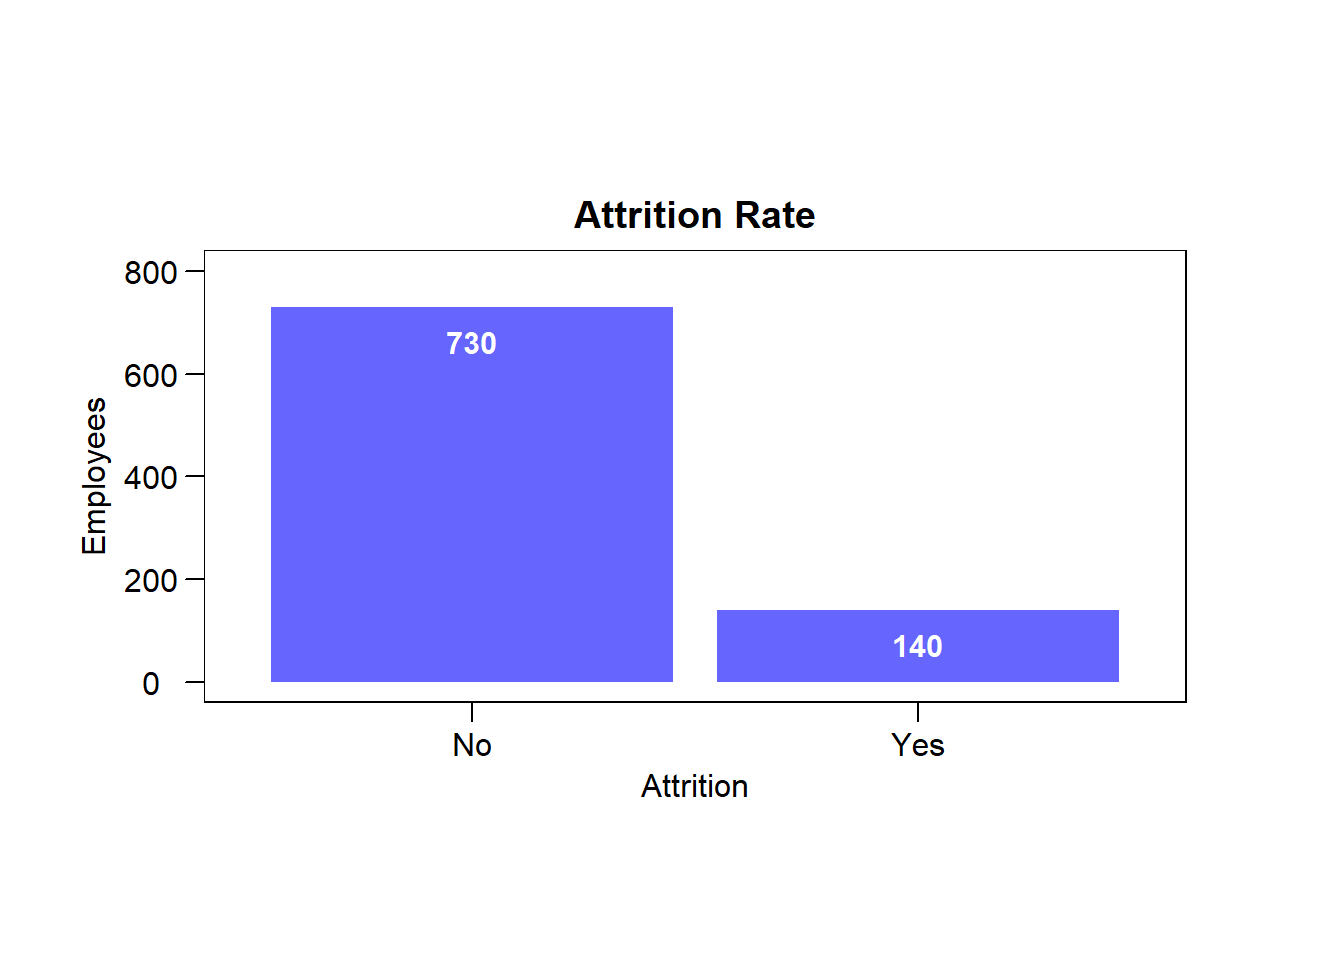 Attrition Rate
800
730
600
Employees
400
200
140
0
No
Yes
Attrition